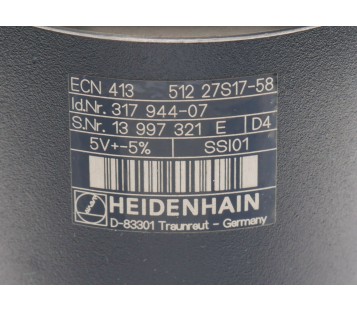 ECN 413 512 27S17-58
Id.Nr. 317 944-07
S.Nr. 13 997 321 E D4
5V+-5% SSI01
HEIDENHAIN
D-83301 Traunreut - Germany